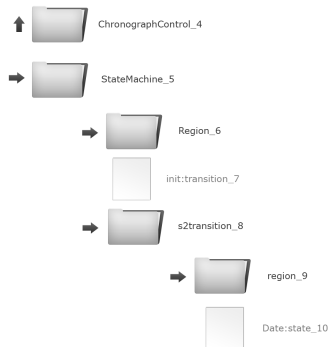 ChronographControl_4
StateMachine_5
Region_6
init:transition_7
s2transition_8
region_9
Date:state_10